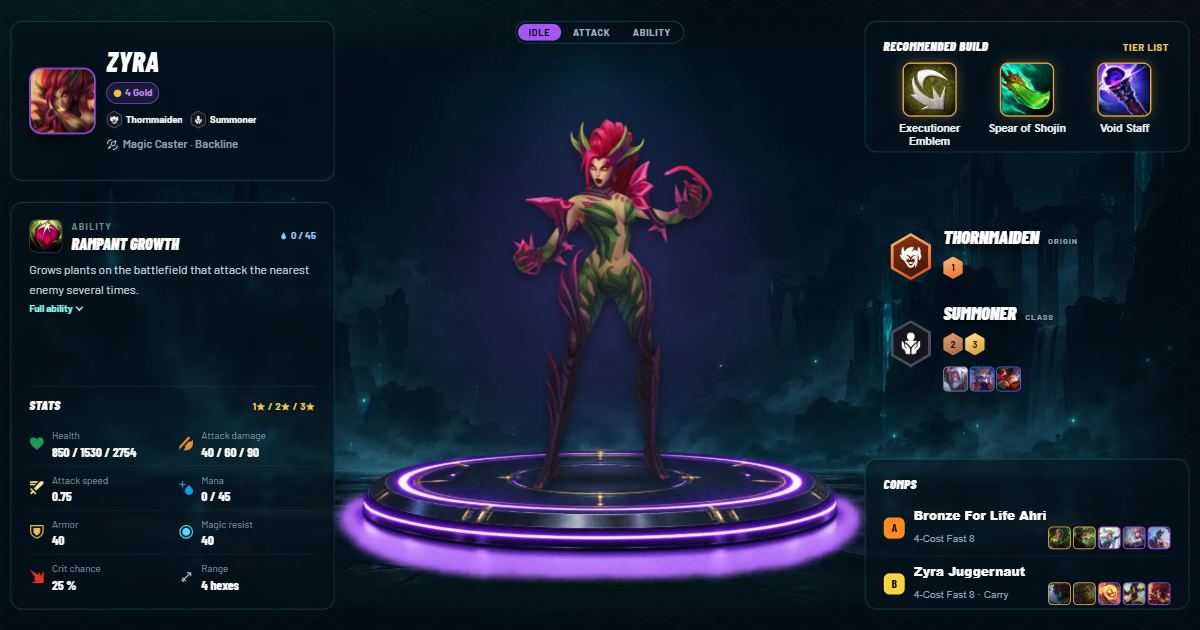 IDLE ATTACK ABILITY
ZYRA
4 Gold
Thornmaiden Summoner
Magic Caster · Backline
ABILITY
RAMPANT GROWTH
0 / 45
Grows plants on the battlefield that attack the nearest
enemy several times.
Full ability
STATS
1★ / 2★ / 3★
Health
850 / 1530 / 2754
Attack damage
40 / 60 / 90
Attack speed
0.75
Mana
0 / 45
Armor
40
Magic resist
40
Crit chance
25 %
Range
4 hexes
RECOMMENDED BUILD
TIER LIST
Executioner
Emblem
Spear of Shojin
Void Staff
THORNMAIDEN ORIGIN
1
SUMMONER CLASS
2 3
COMPS
A
Bronze For Life Ahri
4-Cost Fast 8
B
Zyra Juggernaut
4-Cost Fast 8 · Carry